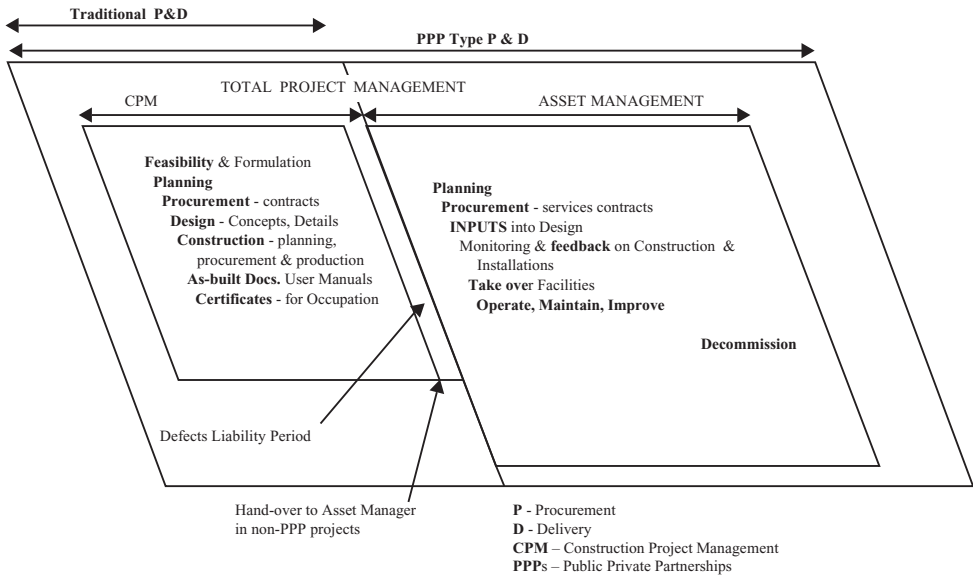 Traditional P&D
PPP Type P & D
TOTAL PROJECT MANAGEMENT
CPM
ASSET MANAGEMENT
Feasibility & Formulation
Planning
Procurement - contracts
Design - Concepts, Details
Construction - planning,
procurement & production
As-built Docs. User Manuals
Certificates - for Occupation
Planning
Procurement - services contracts
INPUTS into Design
Monitoring & feedback on Construction &
Installations
Take over Facilities
Operate, Maintain, Improve
Decommission
Defects Liability Period
Hand-over to Asset Manager
in non-PPP projects
P - Procurement
D - Delivery
CPM – Construction Project Management
PPPs – Public Private Partnerships